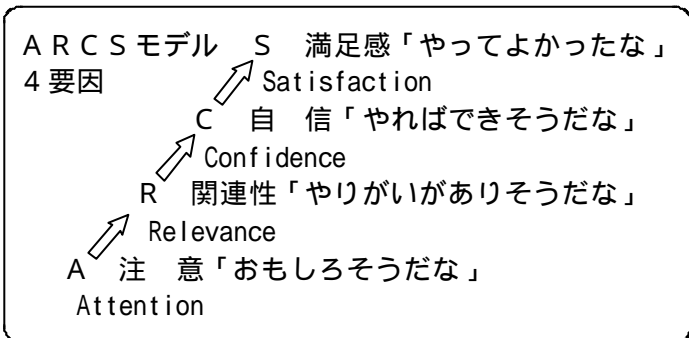 ARCSモデル S 満足感「やってよかったな」
4要因 Satisfaction
C 自 信「やればできそうだな」
Confidence
R 関連性「やりがいがありそうだな」
Relevance
A 注 意「おもしろそうだな」
Attention